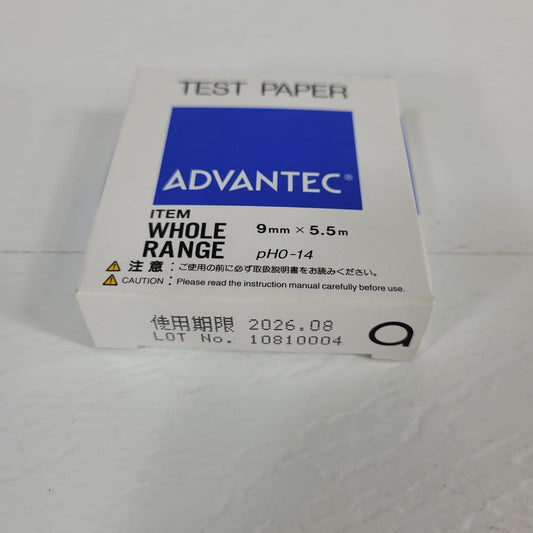 TEST PAPER
ADVANTEC®
ITEM
WHOLE RANGE 9mm × 5.5m
pH0-14
⚠ 注意 : ご使用の前に必ず取扱説明書をお読みください。
⚠ CAUTION : Please read the instruction manual carefully before use.
使用期限 2026.08
LOT No. 10810004
a